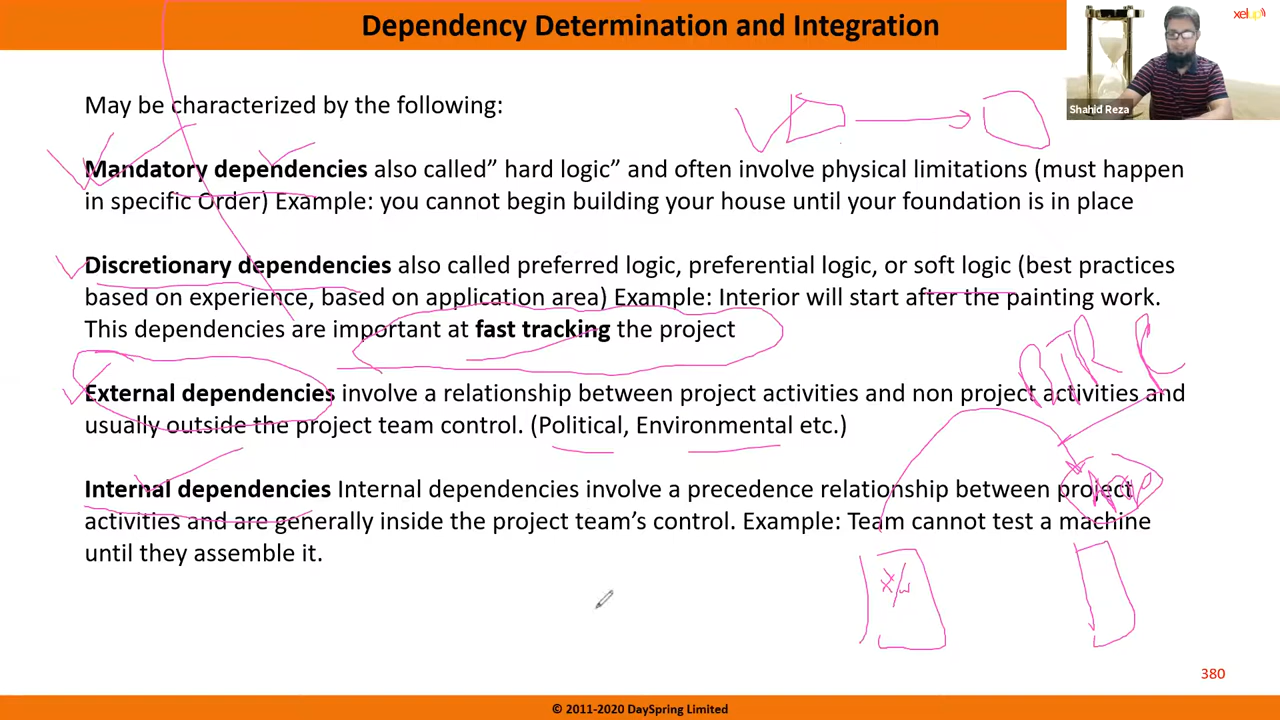 Dependency Determination and Integration
xelup
Shahid Reza
May be characterized by the following:
Mandatory dependencies also called” hard logic” and often involve physical limitations (must happen
in specific Order) Example: you cannot begin building your house until your foundation is in place
Discretionary dependencies also called preferred logic, preferential logic, or soft logic (best practices
based on experience, based on application area) Example: Interior will start after the painting work.
This dependencies are important at fast tracking the project
BTRC
External dependencies involve a relationship between project activities and non project activities and
usually outside the project team control. (Political, Environmental etc.)
Internal dependencies Internal dependencies involve a precedence relationship between project
activities and are generally inside the project team’s control. Example: Team cannot test a machine
until they assemble it.
380
© 2011-2020 DaySpring Limited